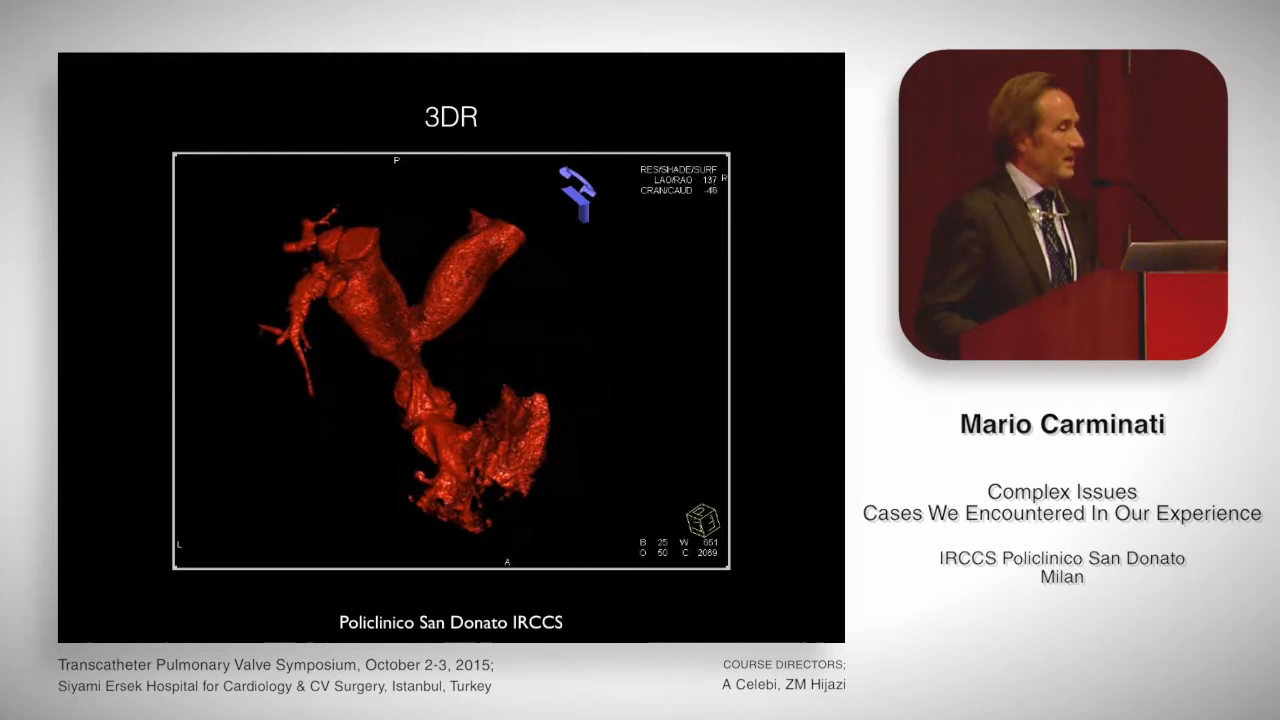 3DR
P
RES/SHADE/SURF
LAO/RAO 137
R
CRAN/CAUD -46
L
A
B 25 W 651
O 50 C 2069
Policlinico San Donato IRCCS
Mario Carminati
Complex Issues
Cases We Encountered In Our Experience
IRCCS Policlinico San Donato
Milan
Transcatheter Pulmonary Valve Symposium, October 2-3, 2015;
Siyami Ersek Hospital for Cardiology & CV Surgery, Istanbul, Turkey
COURSE DIRECTORS;
A Celebi, ZM Hijazi